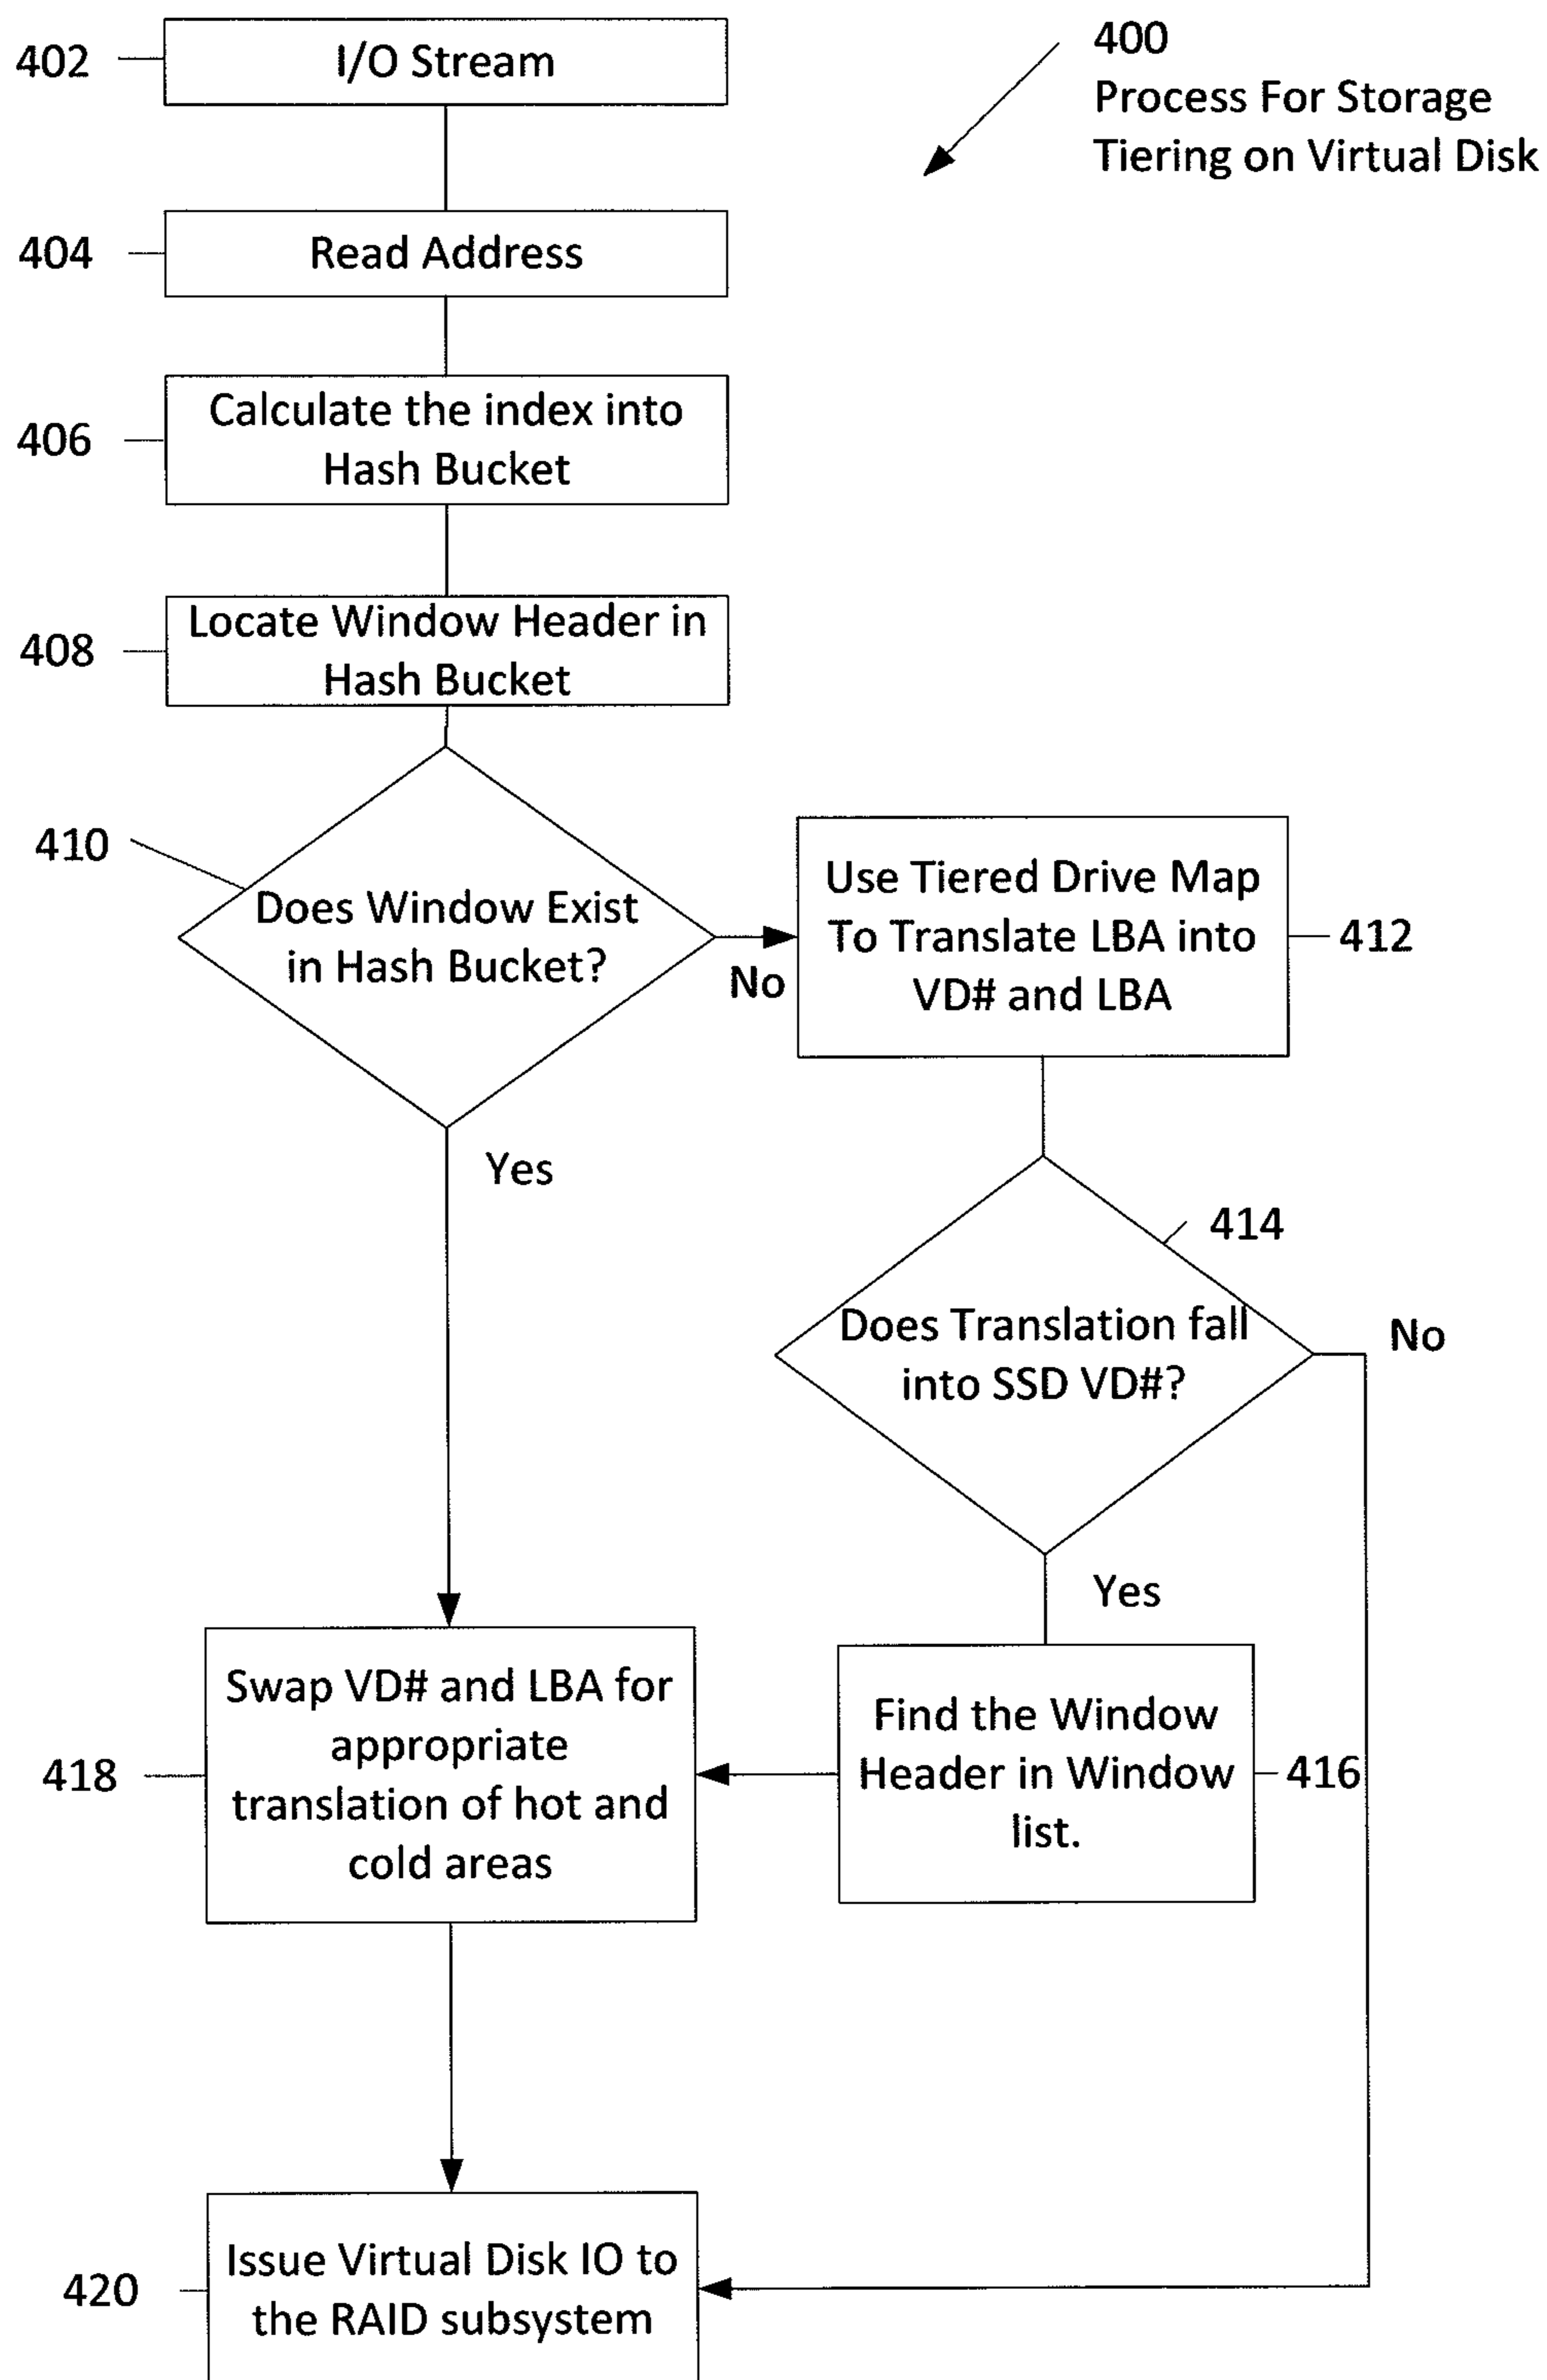 402
I/O Stream
400
Process For Storage
Tiering on Virtual Disk
404
Read Address
406
Calculate the index into
Hash Bucket
408
Locate Window Header in
Hash Bucket
410
Does Window Exist
in Hash Bucket?
No
Use Tiered Drive Map
To Translate LBA into
VD# and LBA
412
Yes
414
Does Translation fall
into SSD VD#?
No
Yes
418
Swap VD# and LBA for
appropriate
translation of hot and
cold areas
Find the Window
Header in Window
list.
416
420
Issue Virtual Disk IO to
the RAID subsystem